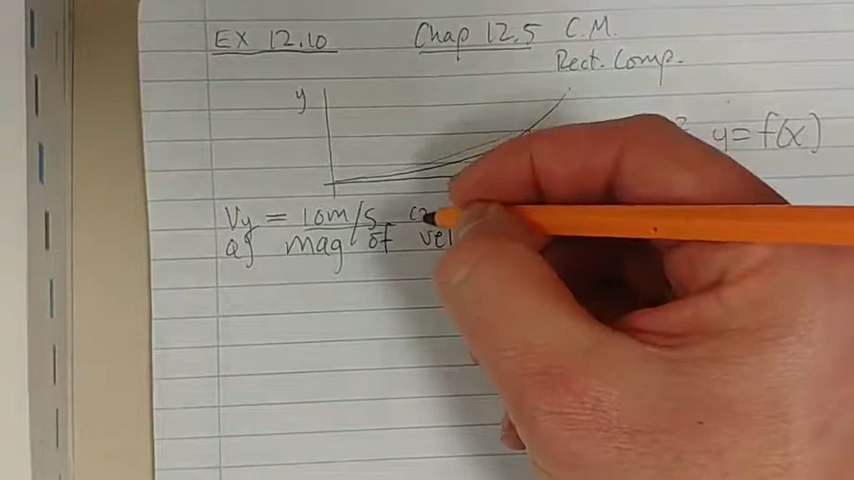 EX 12.10 Chap 12.5 C.M.
Rect. Comp.
y
y=f(x)
Vy = 10m/s
mag of vel